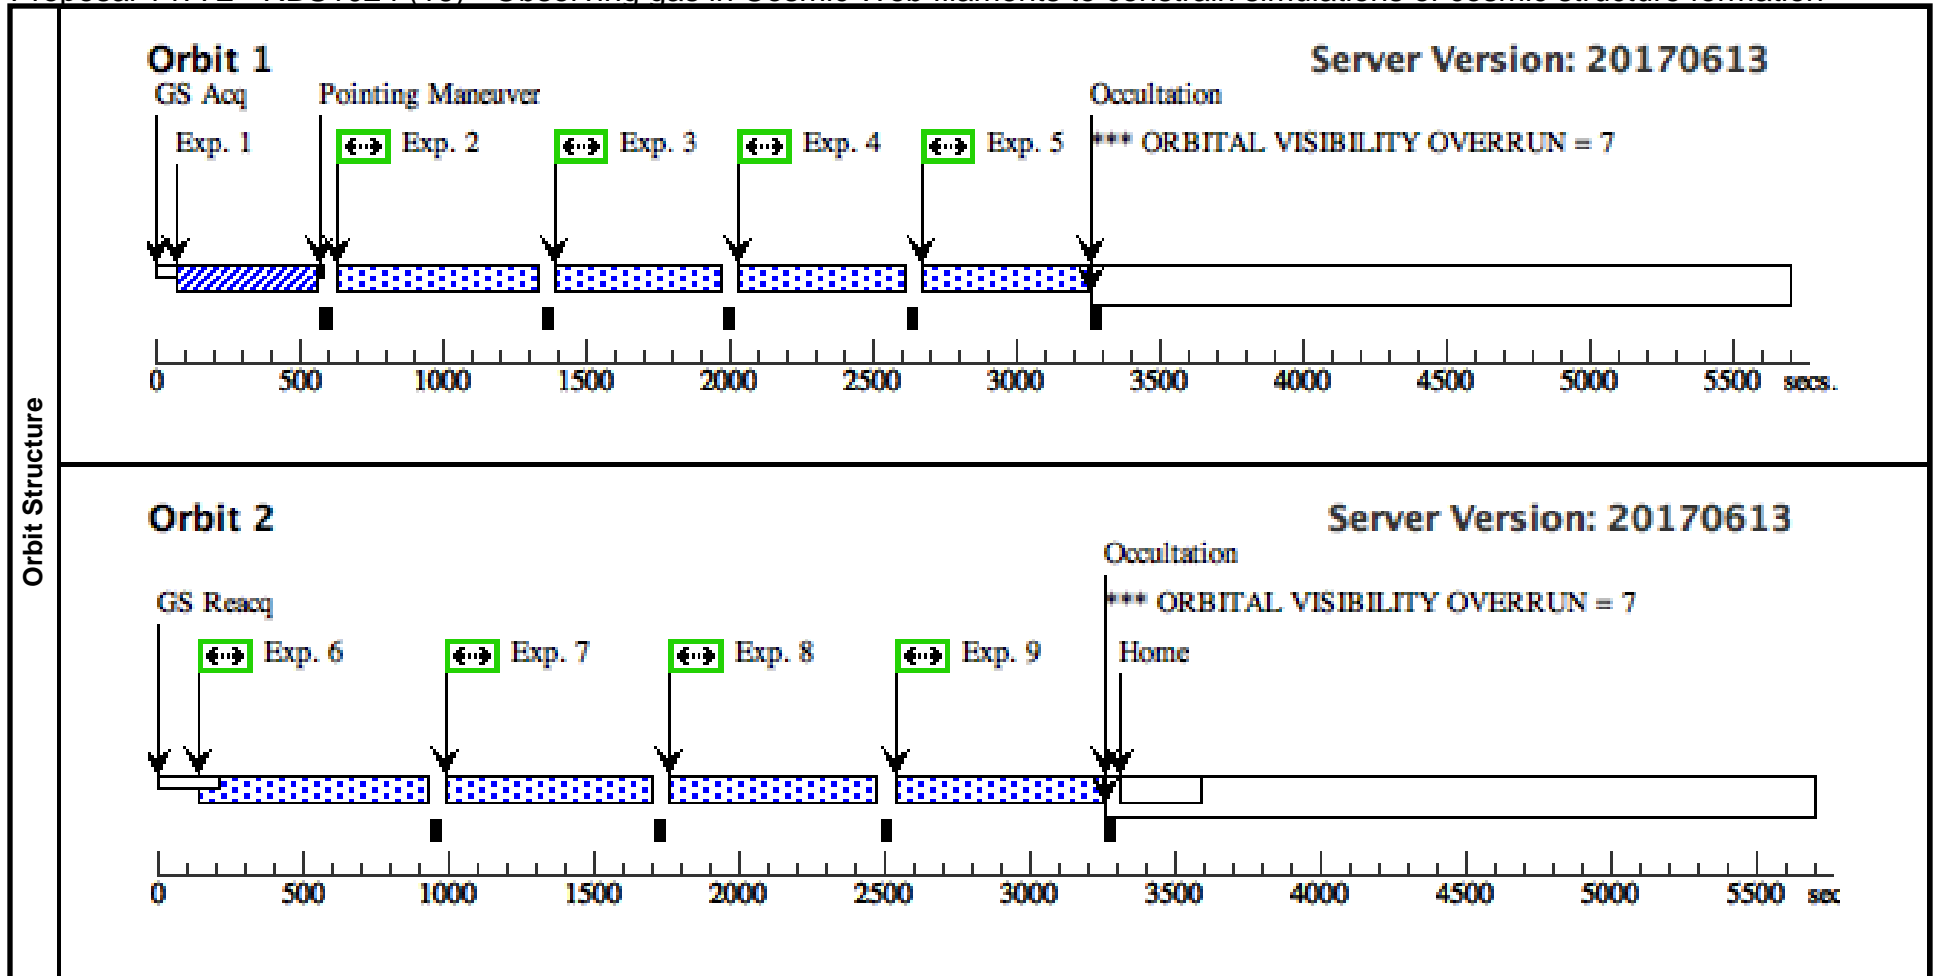 Orbit 1
Server Version: 20170613
GS Acq Pointing Maneuver Occultation
Exp. 1 Exp. 2 Exp. 3 Exp. 4 Exp. 5 *** ORBITAL VISIBILITY OVERRUN = 7
0 500 1000 1500 2000 2500 3000 3500 4000 4500 5000 5500 secs.
Orbit Structure
Orbit 2
Server Version: 20170613
Occultation
GS Reacq *** ORBITAL VISIBILITY OVERRUN = 7
Exp. 6 Exp. 7 Exp. 8 Exp. 9 Home
0 500 1000 1500 2000 2500 3000 3500 4000 4500 5000 5500 sec